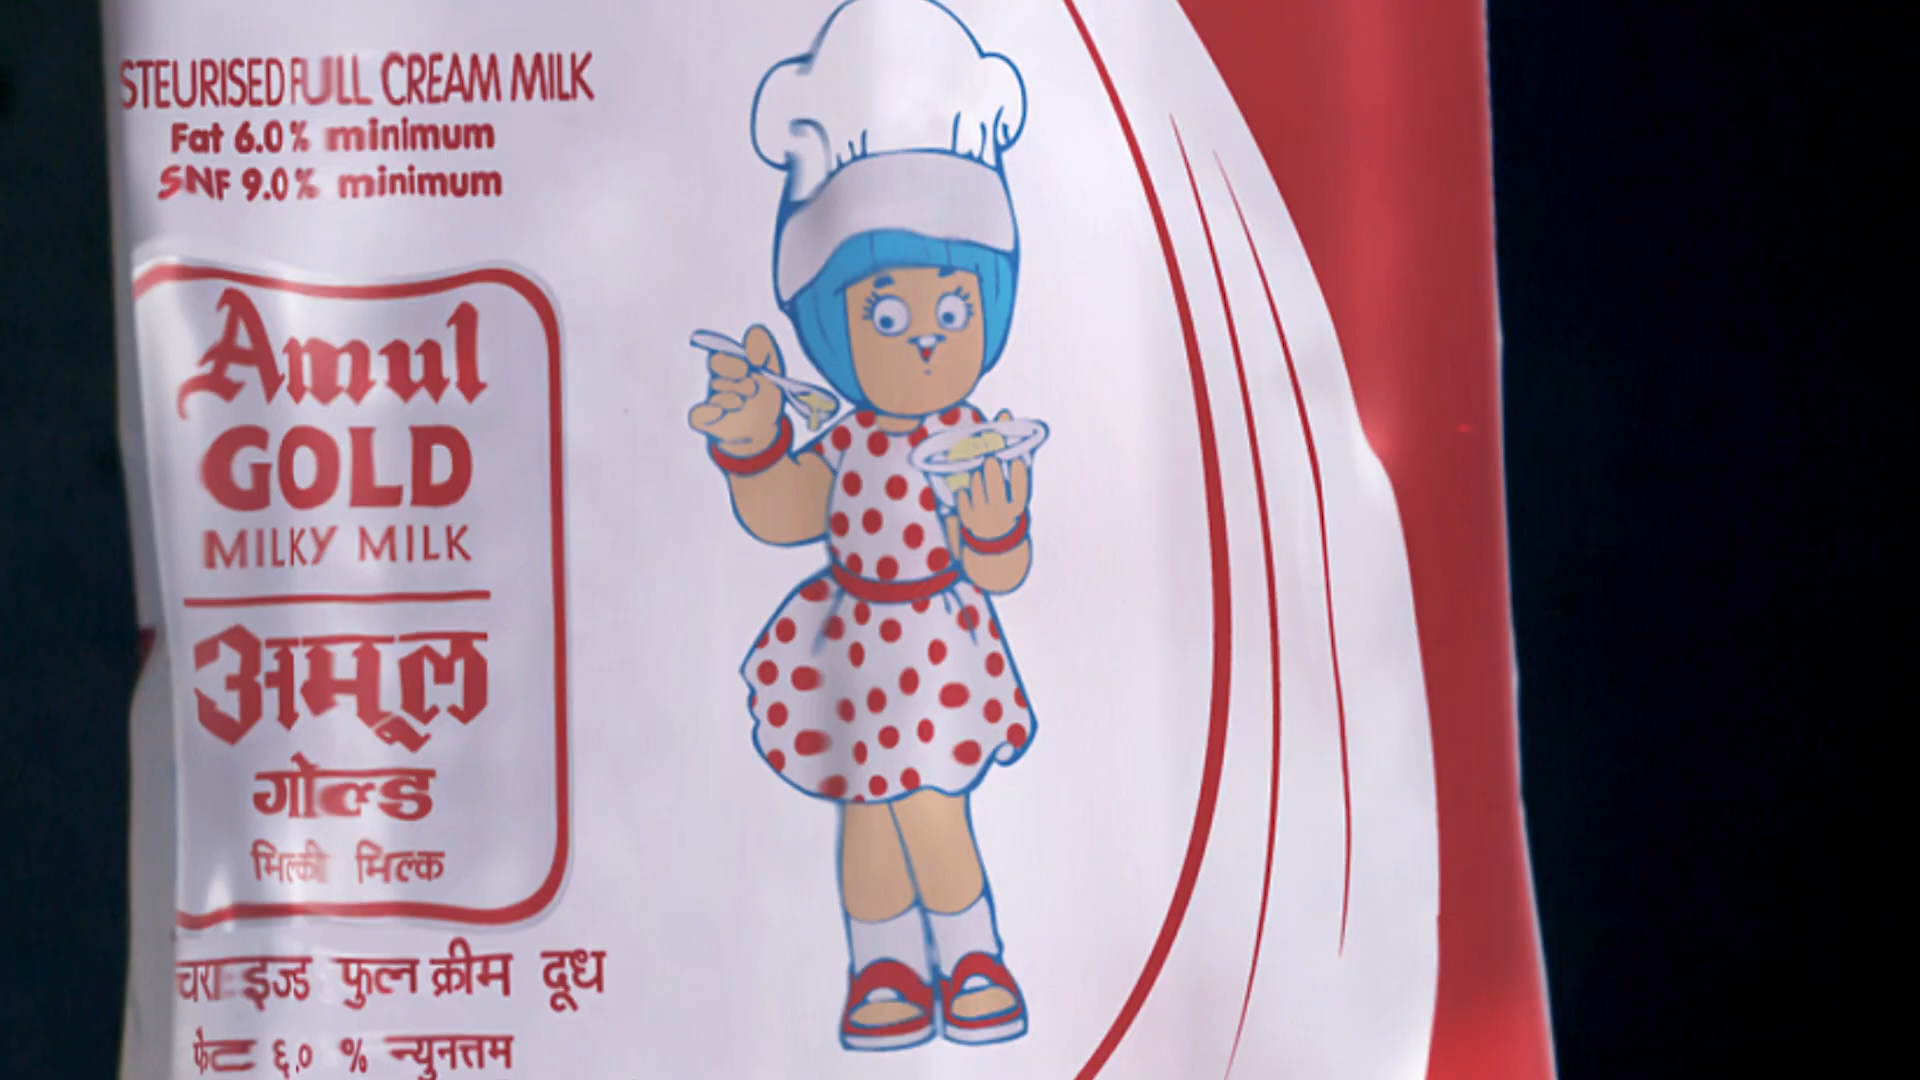 STEURISED FULL CREAM MILK
Fat 6.0% minimum
SNF 9.0% minimum
Amul
GOLD
MILKY MILK
अमूल
गोल्ड
मिल्की मिल्क
चराइज्ड फुल्ल क्रीम दूध
फेट ६.० % न्युनत्तम